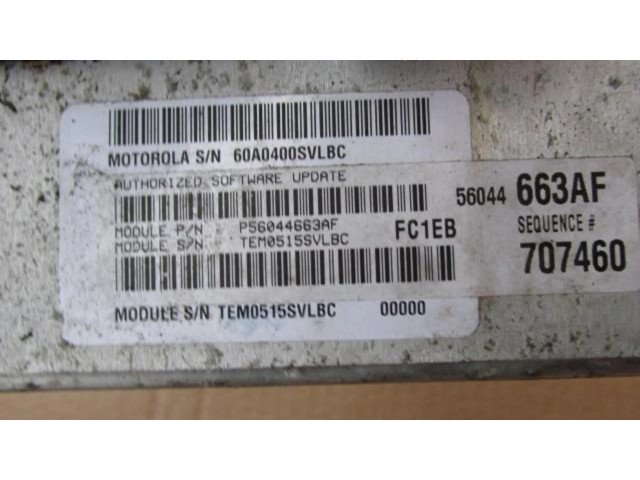 MOTOROLA S/N 60A0400SVLBC
AUTHORIZED SOFTWARE UPDATE
MODULE P/N - P56044663AF
MODULE S/N - TEM0515SVLBC
FC1EB
56044 663AF
SEQUENCE #
707460
MODULE S/N TEM0515SVLBC 00000